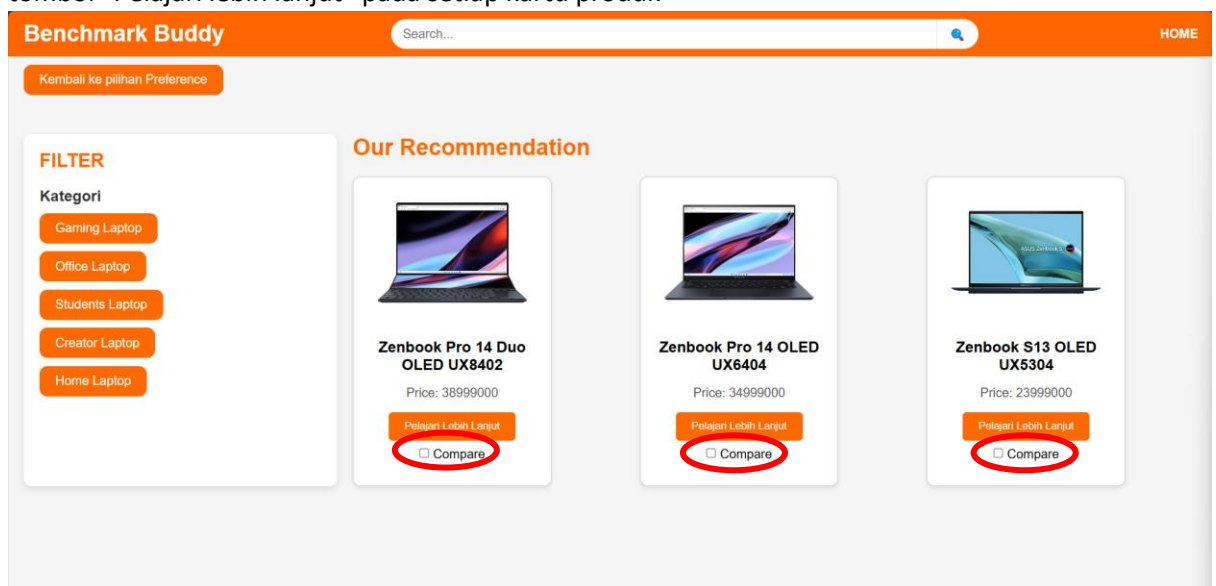 Benchmark Buddy
Search...
HOME
Kembali ke pilihan Preference
FILTER
Kategori
Gaming Laptop
Office Laptop
Students Laptop
Creator Laptop
Home Laptop
Our Recommendation
Zenbook Pro 14 Duo
OLED UX8402
Price: 38999000
Pelajari Lebih Lanjut
Compare
Zenbook Pro 14 OLED
UX6404
Price: 34999000
Pelajari Lebih Lanjut
Compare
Zenbook S13 OLED
UX5304
Price: 23999000
Pelajari Lebih Lanjut
Compare